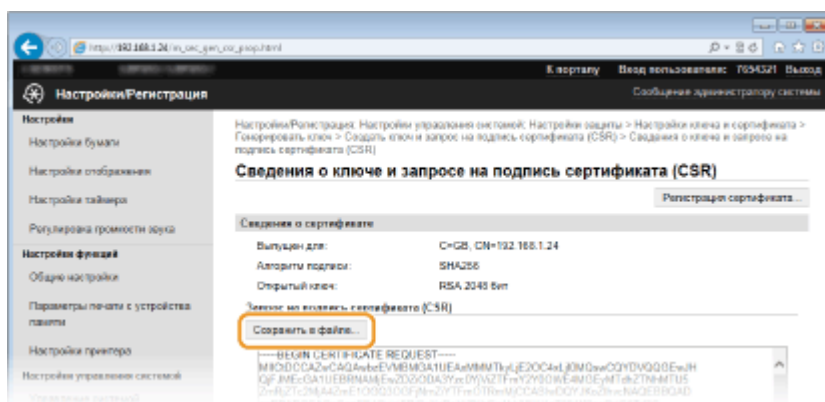 http://192.168.1.24/m_sec_gen_csr_prop.html
К порталу Вход пользователя: 7654321 Выход
Настройки/Регистрация
Сообщение администратору системы
Настройки
Настройки бумаги
Настройки отображения
Настройки таймера
Регулировка громкости звука
Настройки функций
Общие настройки
Параметры печати с устройства
памяти
Настройки принтера
Настройки управления системой
Управление системой
Настройки/Регистрация: Настройки управления системой: Настройки защиты > Настройки ключа и сертификата >
Генерировать ключ > Создать ключ и запрос на подпись сертификата (CSR) > Сведения о ключе и запросе на
подпись сертификата (CSR)
Сведения о ключе и запросе на подпись сертификата (CSR)
Регистрация сертификата...
Сведения о сертификате
Выпущен для: C=GB, CN=192.168.1.24
Алгоритм подписи: SHA256
Открытый ключ: RSA 2048 бит
Запрос на подпись сертификата (CSR)
Сохранить в файле...
-----BEGIN CERTIFICATE REQUEST-----